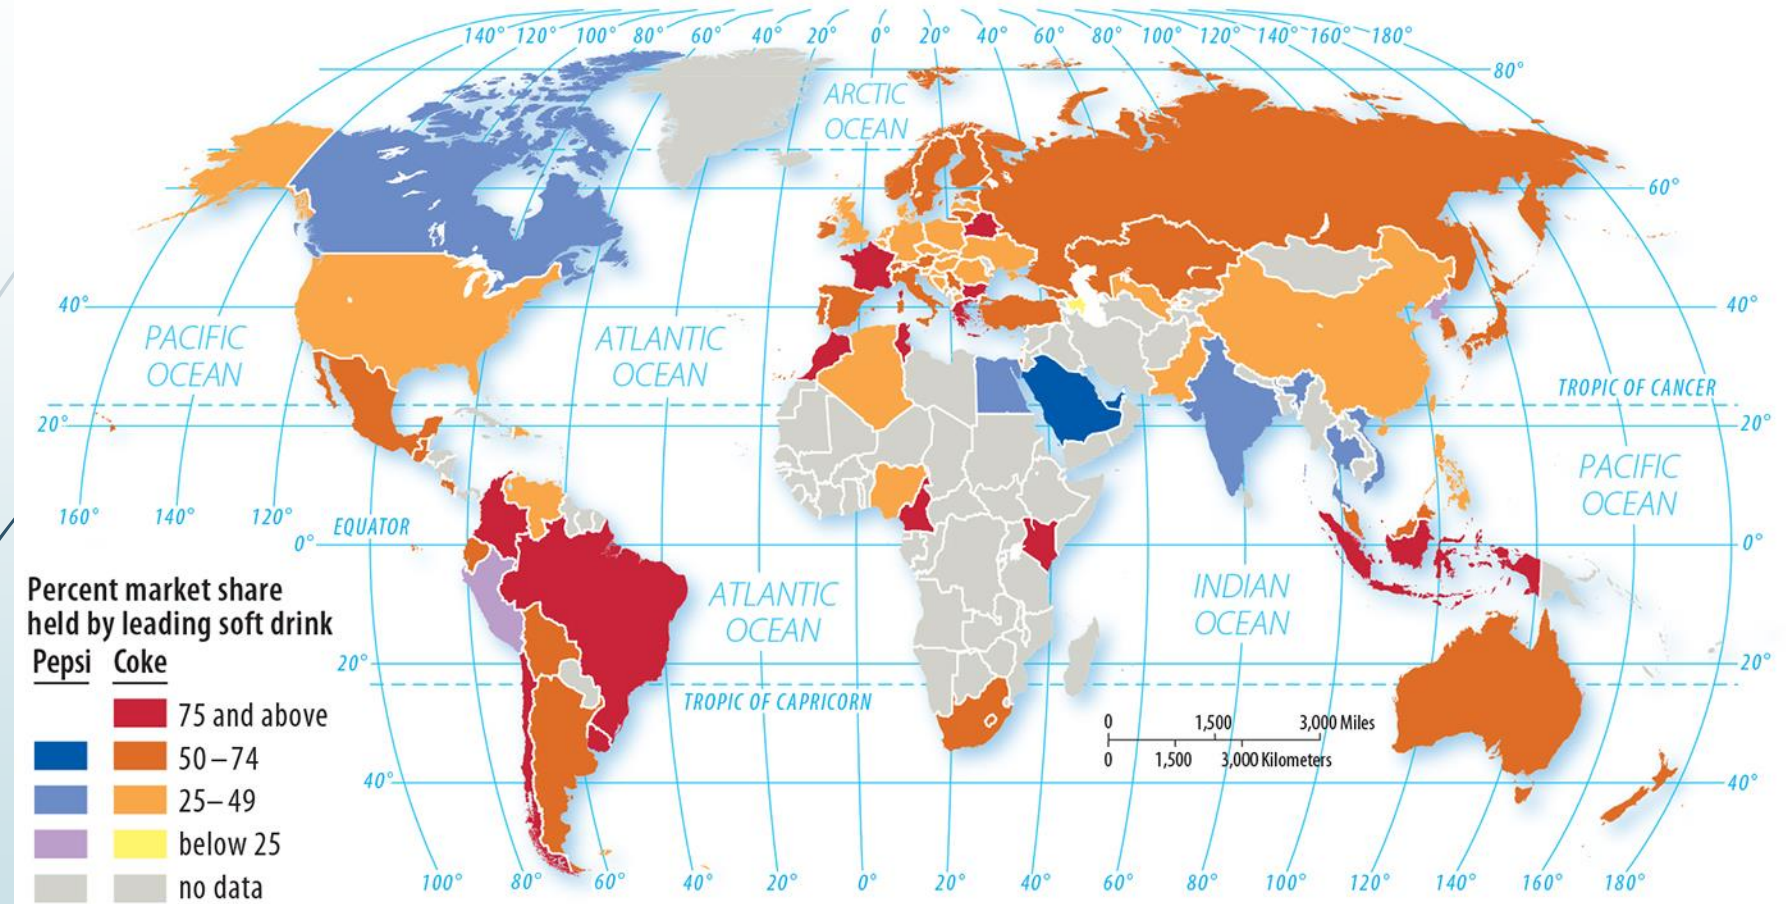 140° 120° 100° 80° 60° 40° 20° 0° 20° 40° 60° 80° 100° 120° 140° 160° 180°
80°
ARCTIC
OCEAN
60°
40°
40°
PACIFIC
OCEAN
ATLANTIC
OCEAN
TROPIC OF CANCER
20°
20°
PACIFIC
OCEAN
160° 140° 120°
EQUATOR
0°
0°
ATLANTIC
OCEAN
INDIAN
OCEAN
20°
20°
TROPIC OF CAPRICORN
0 1,500 3,000 Miles
0 1,500 3,000 Kilometers
40°
40°
100° 80° 60° 40° 20° 0° 20° 40° 60° 80° 100° 120° 140° 160° 180°
Percent market share
held by leading soft drink
Pepsi Coke
75 and above
50–74
25–49
below 25
no data